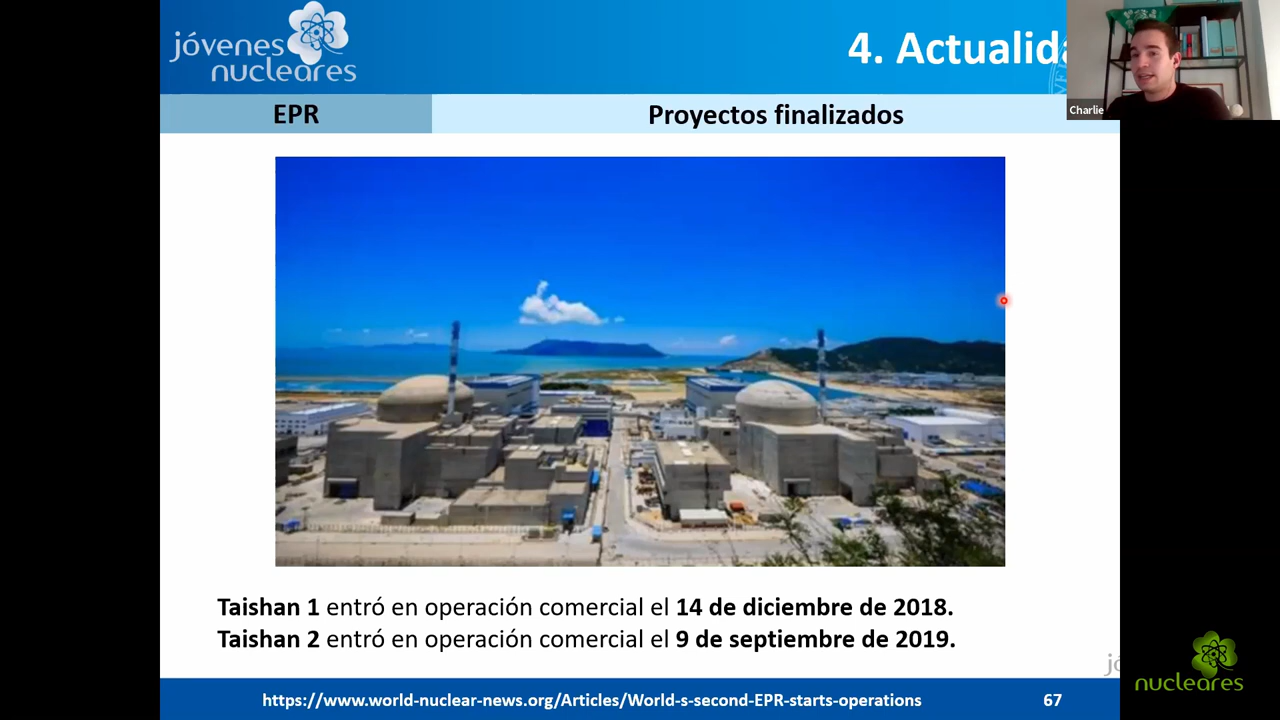 jóvenes
nucleares
4. Actualida
Charlie
EPR
Proyectos finalizados
Taishan 1 entró en operación comercial el 14 de diciembre de 2018.
Taishan 2 entró en operación comercial el 9 de septiembre de 2019.
jó
nucleares
https://www.world-nuclear-news.org/Articles/World-s-second-EPR-starts-operations
67